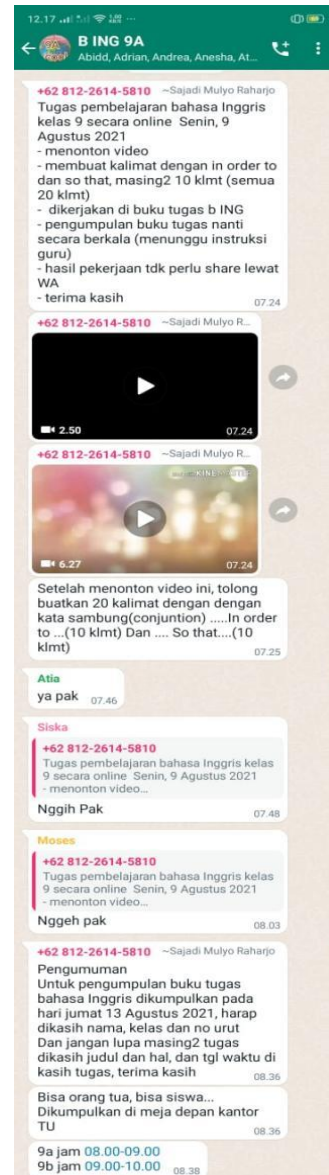 12.17
B ING 9A
Abidd, Adrian, Andrea, Anesha, At...
+62 812-2614-5810 ~Sajadi Mulyo Raharjo
Tugas pembelajaran bahasa Inggris
kelas 9 secara online Senin, 9
Agustus 2021
- menonton video
- membuat kalimat dengan in order to
dan so that, masing2 10 klmt (semua
20 klmt)
- dikerjakan di buku tugas b ING
- pengumpulan buku tugas nanti
secara berkala (menunggu instruksi
guru)
- hasil pekerjaan tdk perlu share lewat
WA
- terima kasih
07.24
+62 812-2614-5810 ~Sajadi Mulyo R...
2.50 07.24
+62 812-2614-5810 ~Sajadi Mulyo R...
6.27 07.24
Setelah menonton video ini, tolong
buatkan 20 kalimat dengan dengan
kata sambung(conjuntion) .....In order
to ...(10 klmt) Dan .... So that....(10
klmt)
07.25
Atia
ya pak 07.46
Siska
+62 812-2614-5810
Tugas pembelajaran bahasa Inggris kelas
9 secara online Senin, 9 Agustus 2021
- menonton video...
Nggih Pak 07.48
Moses
+62 812-2614-5810
Tugas pembelajaran bahasa Inggris kelas
9 secara online Senin, 9 Agustus 2021
- menonton video...
Nggeh pak 08.03
+62 812-2614-5810 ~Sajadi Mulyo Raharjo
Pengumuman
Untuk pengumpulan buku tugas
bahasa Inggris dikumpulkan pada
hari jumat 13 Agustus 2021, harap
dikasih nama, kelas dan no urut
Dan jangan lupa masing2 tugas
dikasih judul dan hal, dan tgl waktu di
kasih tugas, terima kasih 08.36
Bisa orang tua, bisa siswa...
Dikumpulkan di meja depan kantor
TU 08.36
9a jam 08.00-09.00
9b jam 09.00-10.00 08.38